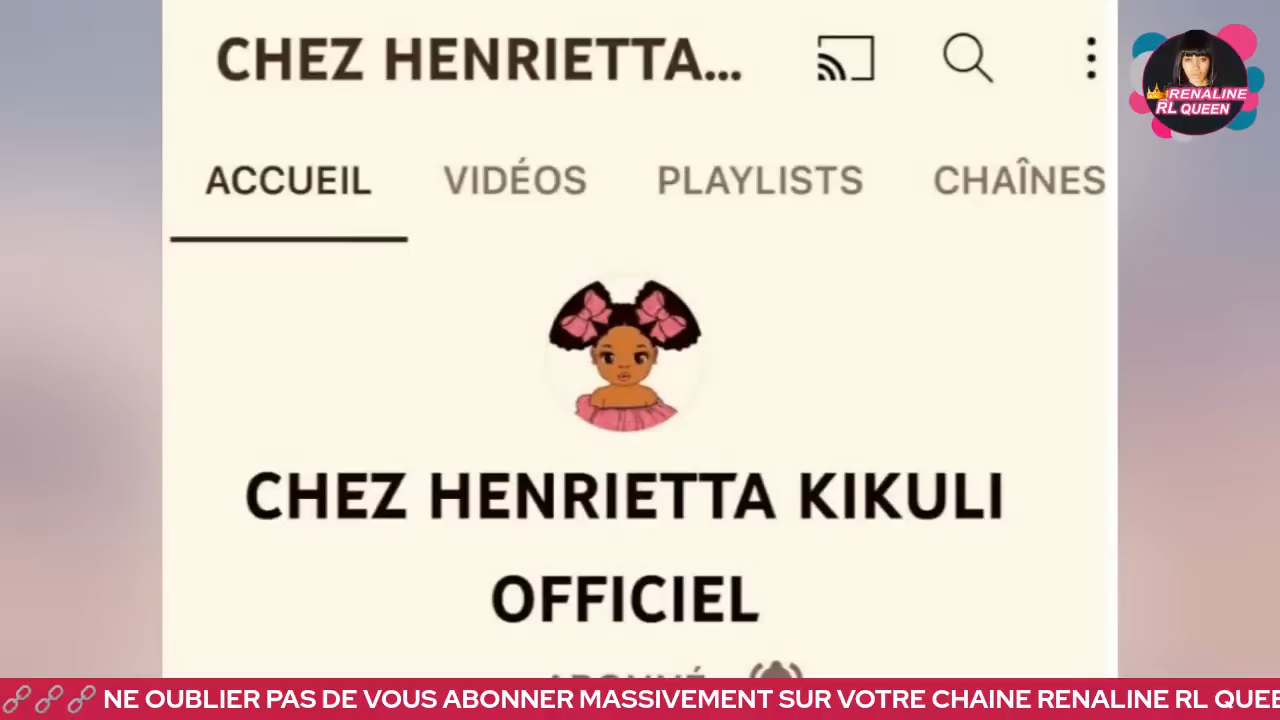 CHEZ HENRIETTA...
RENALINE
RL QUEEN
ACCUEIL VIDÉOS PLAYLISTS CHAÎNES
CHEZ HENRIETTA KIKULI
OFFICIEL
ABONNÉ
NE OUBLIER PAS DE VOUS ABONNER MASSIVEMENT SUR VOTRE CHAINE RENALINE RL QUEE